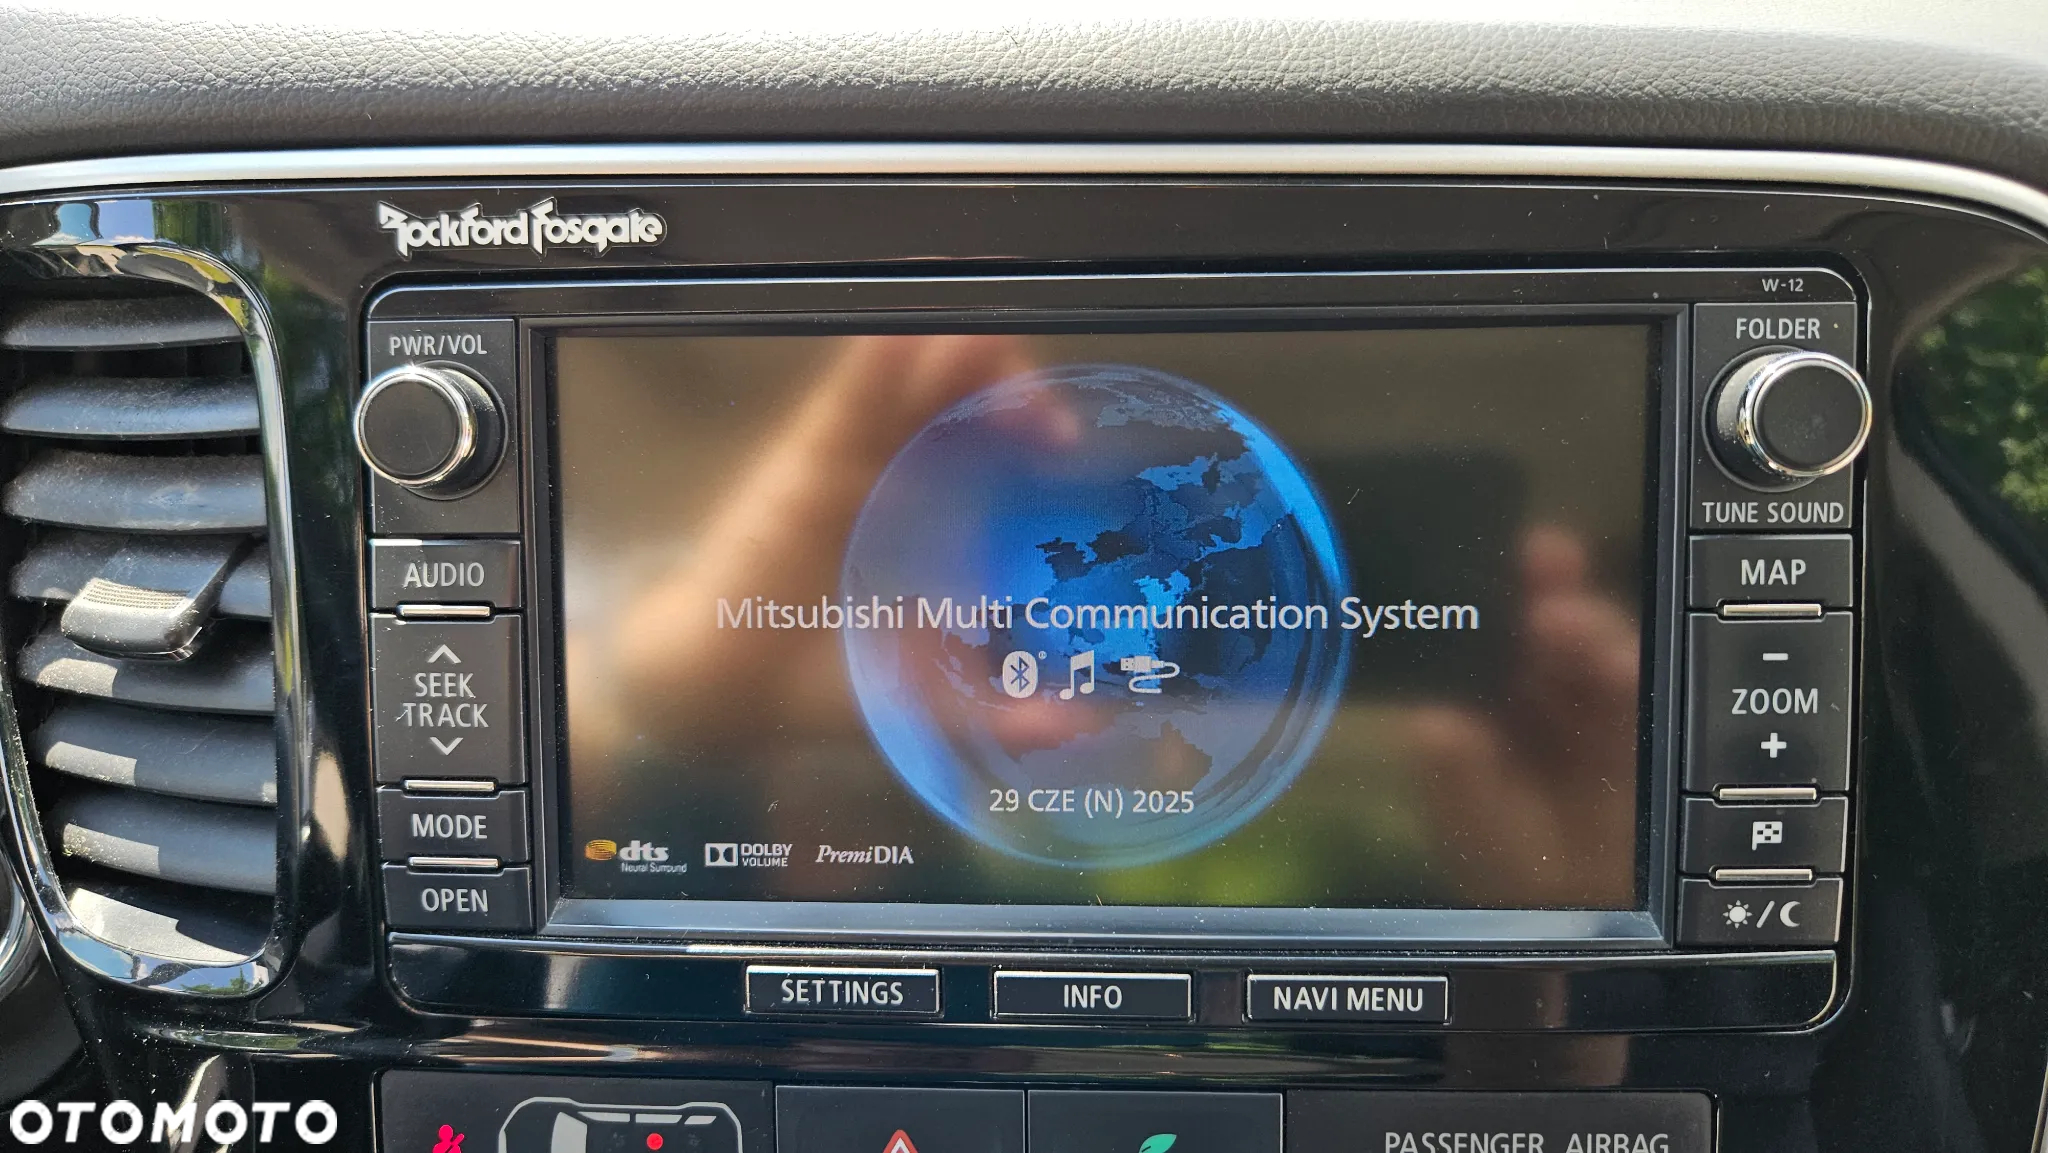 Rockford Fosgate
W-12
PWR/VOL
FOLDER
TUNE SOUND
AUDIO
MAP
SEEK
TRACK
ZOOM
MODE
OPEN
Mitsubishi Multi Communication System
29 CZE (N) 2025
dts
Neural Surround
DOLBY
VOLUME
PremiDIA
SETTINGS
INFO
NAVI MENU
PASSENGER AIRBAG
OTOMOTO